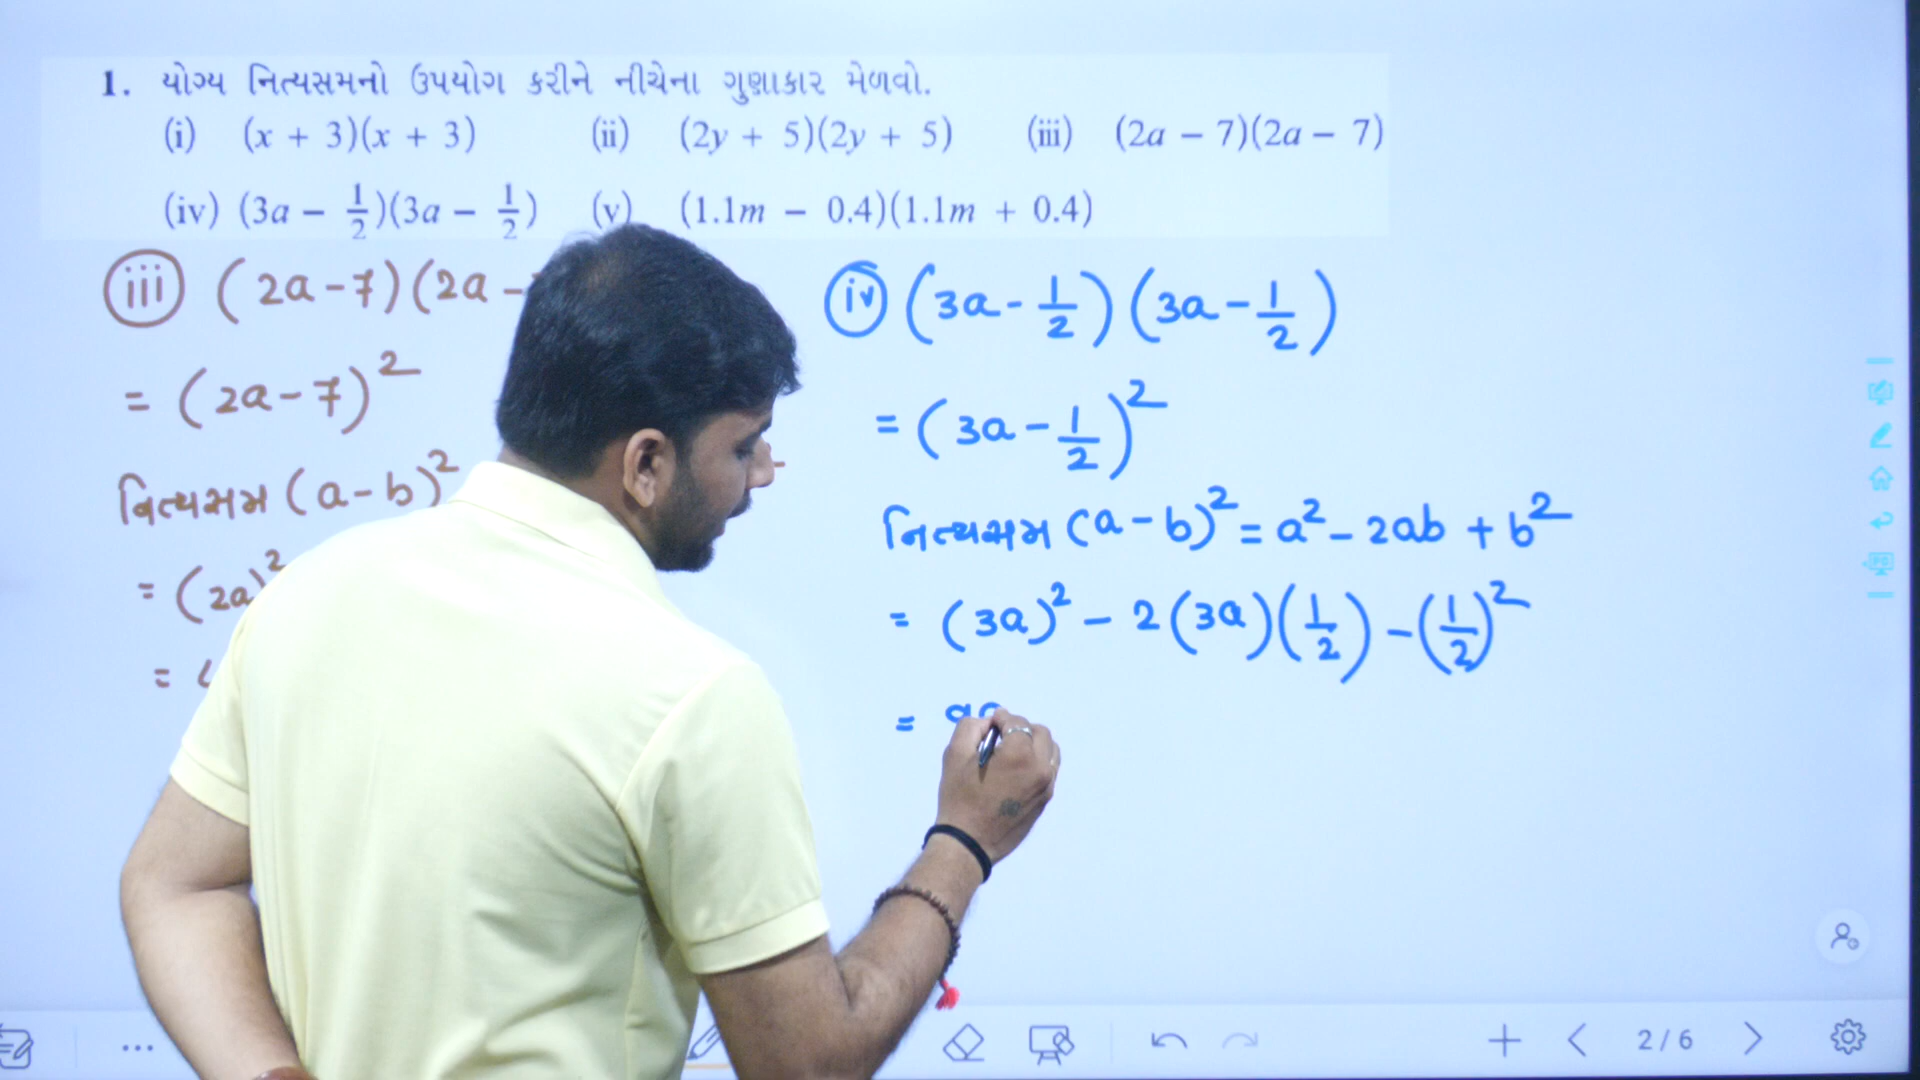 1. યોગ્ય નિત્યસમનો ઉપયોગ કરીને નીચેના ગુણાકાર મેળવો.
(i) (x + 3)(x + 3) (ii) (2y + 5)(2y + 5) (iii) (2a – 7)(2a – 7)
(iv) (3a – 1/2)(3a – 1/2) (v) (1.1m – 0.4)(1.1m + 0.4)
(iii) (2a-7)(2a -
= (2a-7)²
નિત્યસમ (a-b)²
= (2a)²
=
(iv) (3a-1/2)(3a-1/2)
= (3a-1/2)²
નિત્યસમ (a-b)² = a² - 2ab + b²
= (3a)² - 2(3a)(1/2) - (1/2)²
= 9a
2/6